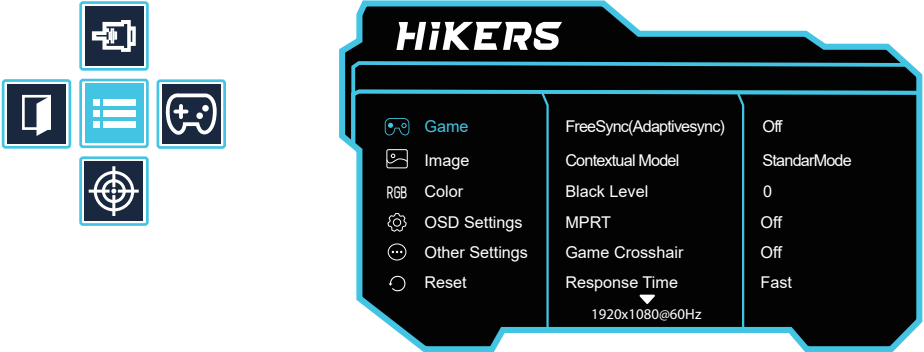 HiKERS
Game FreeSync(Adaptivesync) Off
Image Contextual Model StandarMode
RGB Color Black Level 0
OSD Settings MPRT Off
Other Settings Game Crosshair Off
Reset Response Time Fast
1920x1080@60Hz